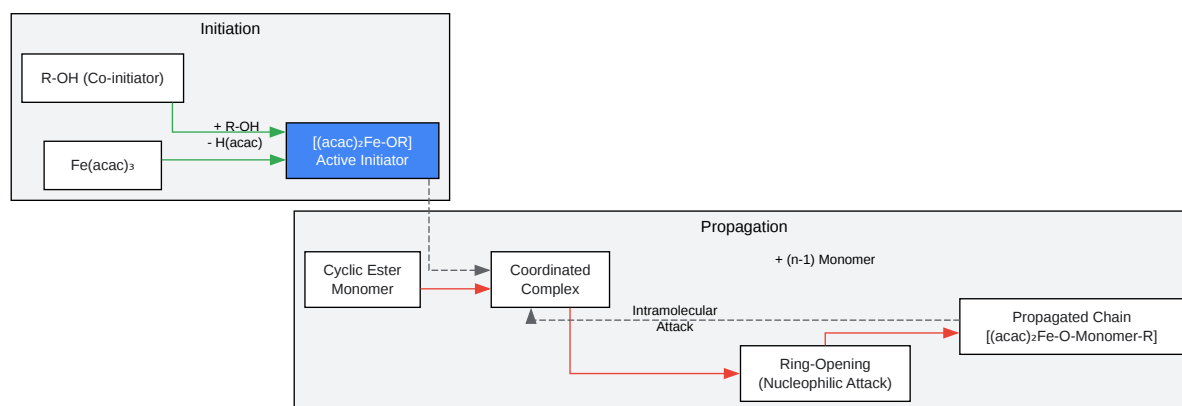 Initiation
R-OH (Co-initiator)
+ R-OH
- H(acac)
Fe(acac)₃
[(acac)₂Fe-OR]
Active Initiator
Propagation
+ (n-1) Monomer
Cyclic Ester
Monomer
Coordinated
Complex
Intramolecular
Attack
Propagated Chain
[(acac)₂Fe-O-Monomer-R]
Ring-Opening
(Nucleophilic Attack)